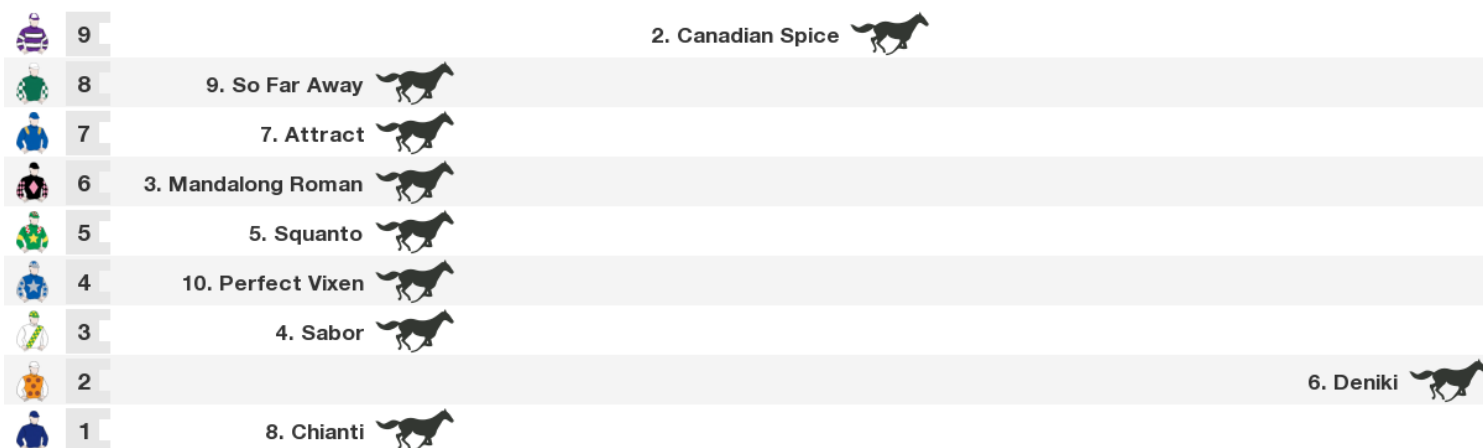 9 2. Canadian Spice
8 9. So Far Away
7 7. Attract
6 3. Mandalong Roman
5 5. Squanto
4 10. Perfect Vixen
3 4. Sabor
2 6. Deniki
1 8. Chianti